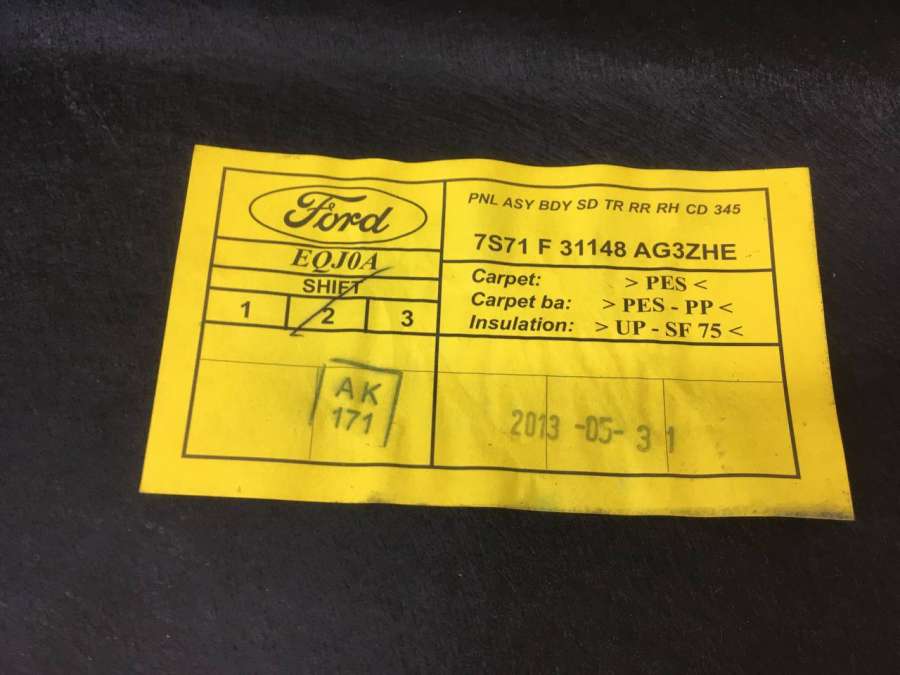 Ford
EQJ0A
SHIFT
1 2 3
AK
171
PNL ASY BDY SD TR RR RH CD 345
7S71 F 31148 AG3ZHE
Carpet: > PES <
Carpet ba: > PES - PP <
Insulation: > UP - SF 75 <
2013 -05- 31